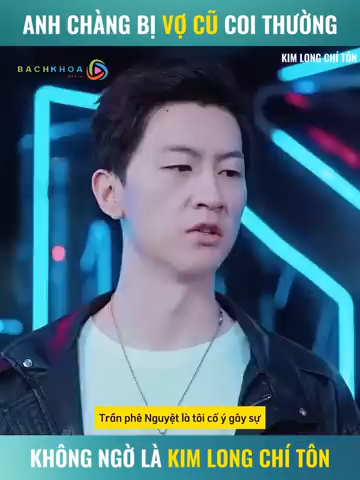 ANH CHÀNG BỊ VỢ CŨ COI THƯỜNG
BACHKHOA
MEDIA
KIM LONG CHÍ TÔN
Trần phê Nguyệt là tôi cố ý gây sự
KHÔNG NGỜ LÀ KIM LONG CHÍ TÔN